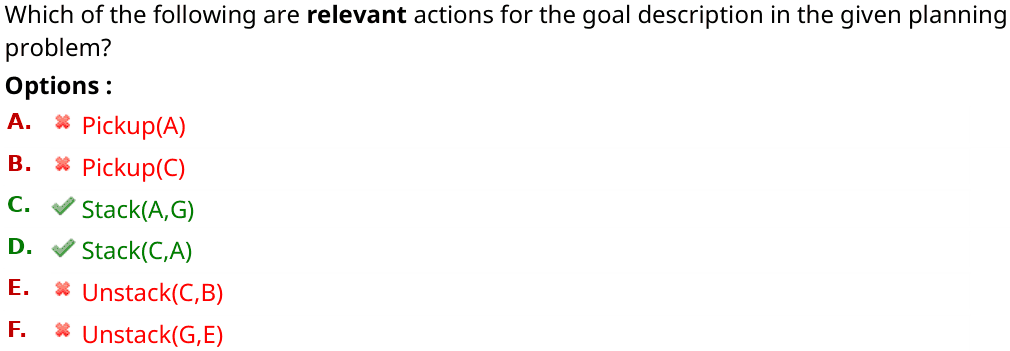 Which of the following are relevant actions for the goal description in the given planning
problem?
Options :
A. Pickup(A)
B. Pickup(C)
C. Stack(A,G)
D. Stack(C,A)
E. Unstack(C,B)
F. Unstack(G,E)